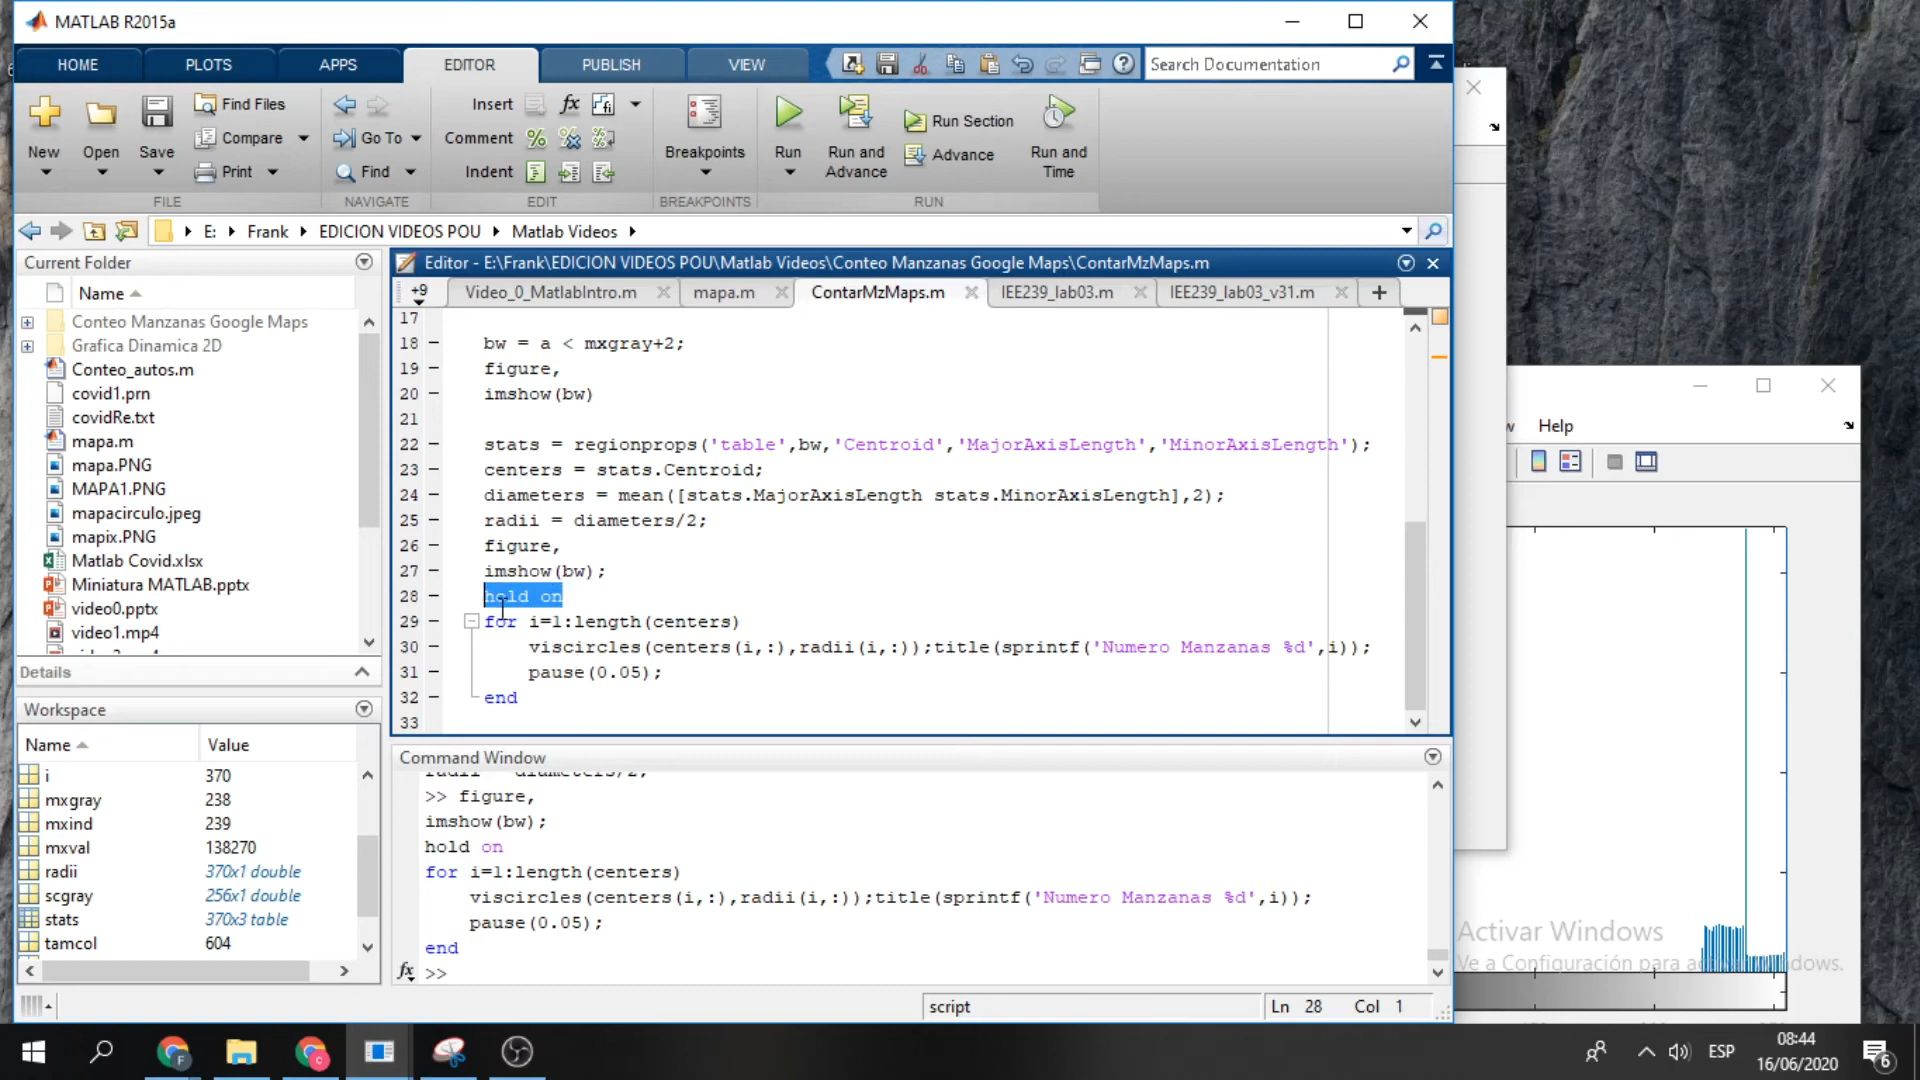 MATLAB R2015a
HOME PLOTS APPS EDITOR PUBLISH VIEW Search Documentation
Find Files Insert fx
New Open Save Compare Go To Comment Breakpoints Run Run and Advance Run Section Advance Run and Time
Print Find Indent
FILE NAVIGATE EDIT BREAKPOINTS RUN
E: Frank EDICION VIDEOS POU Matlab Videos
Current Folder
Name
Conteo Manzanas Google Maps
Grafica Dinamica 2D
Conteo_autos.m
covid1.prn
covidRe.txt
mapa.m
mapa.PNG
MAPA1.PNG
mapacirculo.jpeg
mapix.PNG
Matlab Covid.xlsx
Miniatura MATLAB.pptx
video0.pptx
video1.mp4
Details
Workspace
Name Value
i 370
mxgray 238
mxind 239
mxval 138270
radii 370x1 double
scgray 256x1 double
stats 370x3 table
tamcol 604
Editor - E:\Frank\EDICION VIDEOS POU\Matlab Videos\Conteo Manzanas Google Maps\ContarMzMaps.m
+9 Video_0_MatlabIntro.m mapa.m ContarMzMaps.m IEE239_lab03.m IEE239_lab03_v31.m +
17
18 - bw = a < mxgray+2;
19 - figure,
20 - imshow(bw)
21
22 - stats = regionprops('table',bw,'Centroid','MajorAxisLength','MinorAxisLength');
23 - centers = stats.Centroid;
24 - diameters = mean([stats.MajorAxisLength stats.MinorAxisLength],2);
25 - radii = diameters/2;
26 - figure,
27 - imshow(bw);
28 - hold on
29 - for i=1:length(centers)
30 - viscircles(centers(i,:),radii(i,:));title(sprintf('Numero Manzanas %d',i));
31 - pause(0.05);
32 - end
33
Command Window
radii = diameters/2;
>> figure,
imshow(bw);
hold on
for i=1:length(centers)
viscircles(centers(i,:),radii(i,:));title(sprintf('Numero Manzanas %d',i));
pause(0.05);
end
fx >>
script Ln 28 Col 1
Help
Activar Windows
Ve a Configuración para
ESP
08:44
16/06/2020
6